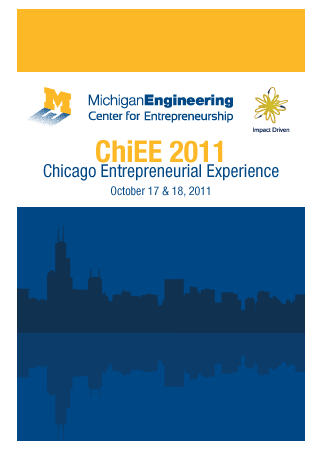 M
MichiganEngineering
Center for Entrepreneurship
Impact Driven
ChiEE 2011
Chicago Entrepreneurial Experience
October 17 & 18, 2011